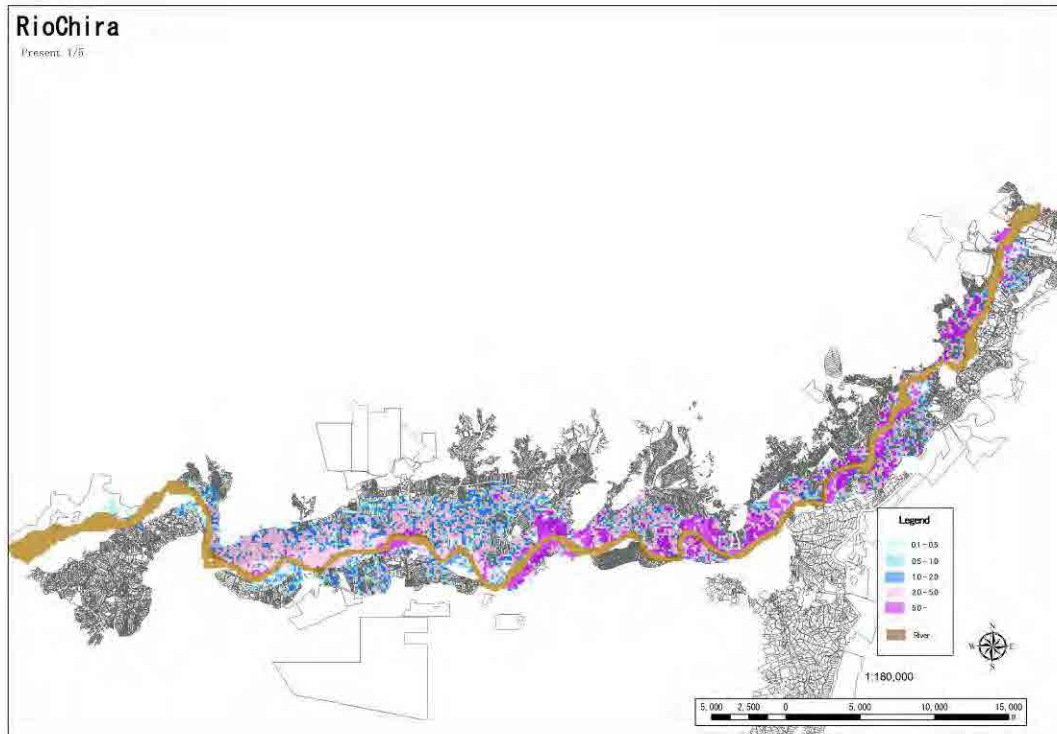 RioChira
Present 1/5
Legend
0.1 - 0.5
0.5 - 1.0
1.0 - 2.0
2.0 - 5.0
5.0 -
River
N
W E
S
1:180,000
5,000 2,500 0 5,000 10,000 15,000